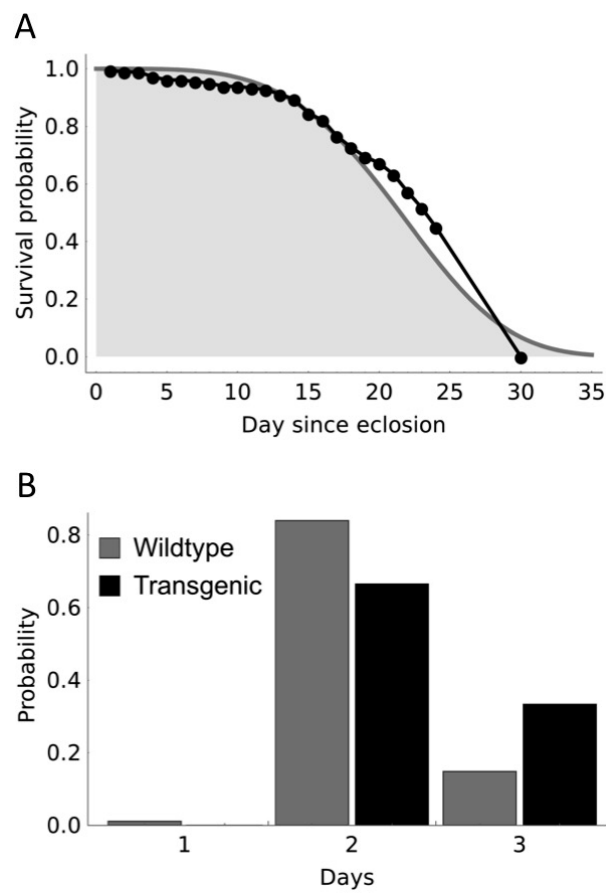 A
Survival probability
1.0
0.8
0.6
0.4
0.2
0.0
0 5 10 15 20 25 30 35
Day since eclosion
B
Probability
0.8
0.6
0.4
0.2
0.0
Wildtype
Transgenic
1 2 3
Days